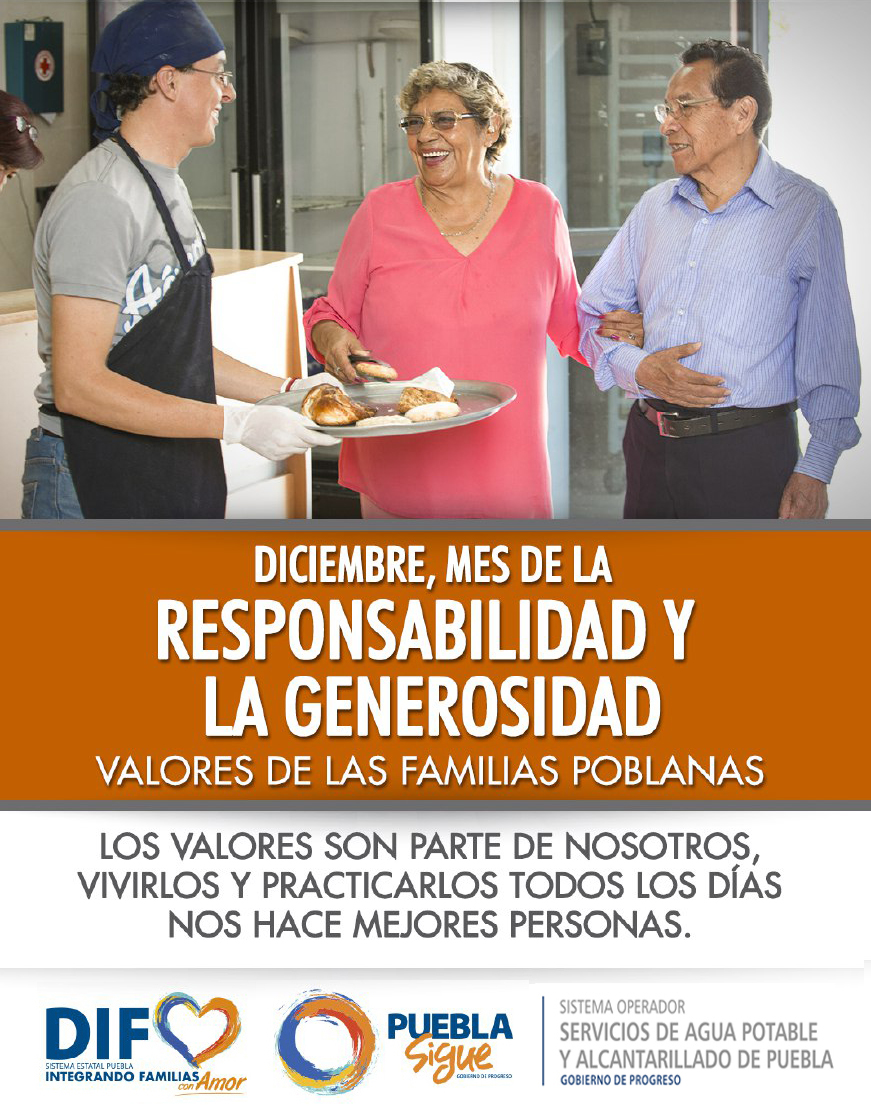 DICIEMBRE, MES DE LA
RESPONSABILIDAD Y
LA GENEROSIDAD
VALORES DE LAS FAMILIAS POBLANAS
LOS VALORES SON PARTE DE NOSOTROS,
VIVIRLOS Y PRACTICARLOS TODOS LOS DÍAS
NOS HACE MEJORES PERSONAS.
DIF
SISTEMA ESTATAL PUEBLA
INTEGRANDO FAMILIAS
con Amor
PUEBLA
Sigue
GOBIERNO DE PROGRESO
SISTEMA OPERADOR
SERVICIOS DE AGUA POTABLE
Y ALCANTARILLADO DE PUEBLA
GOBIERNO DE PROGRESO